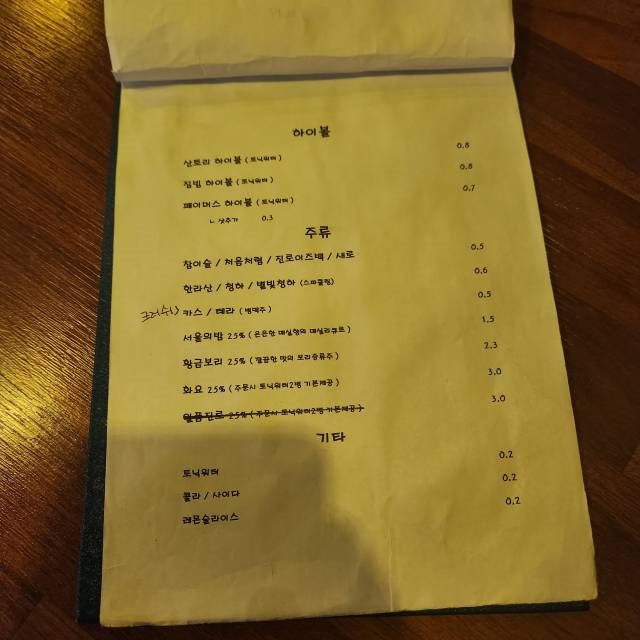 하이볼
산토리 하이볼 (토닉워터) 0.8
짐빔 하이볼 (토닉워터) 0.8
페이머스 하이볼 (토닉워터) 0.7
ㄴ 샷추가 0.3
주류
참이슬 / 처음처럼 / 진로이즈백 / 새로 0.5
한라산 / 청하 / 별빛청하 (스파클링) 0.6
크러쉬> 카스 / 테라 (병맥주) 0.5
서울의밤 25% (은은한 매실향의 매실리큐르) 1.5
황금보리 25% (깔끔한 맛의 보리증류주) 2.3
화요 25% (주문시 토닉워터2병 기본제공) 3.0
일품진로 25% (주문시 토닉워터2병 기본제공) 3.0
기타
토닉워터 0.2
콜라 / 사이다 0.2
레몬슬라이스 0.2